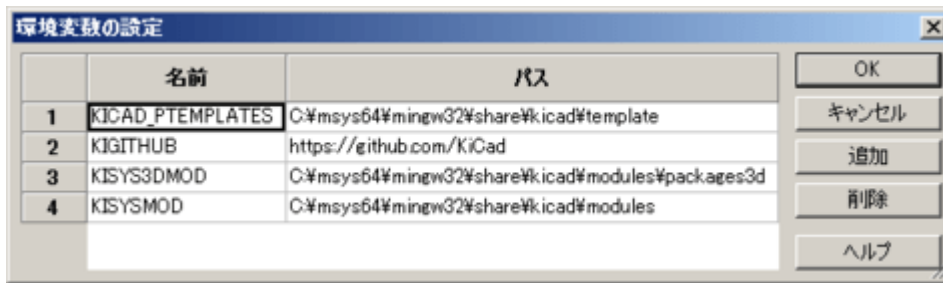 環境変数の設定
名前 パス
1 KICAD_PTEMPLATES C:¥msys64¥mingw32¥share¥kicad¥template
2 KIGITHUB https://github.com/KiCad
3 KISYS3DMOD C:¥msys64¥mingw32¥share¥kicad¥modules¥packages3d
4 KISYSMOD C:¥msys64¥mingw32¥share¥kicad¥modules
OK
キャンセル
追加
削除
ヘルプ